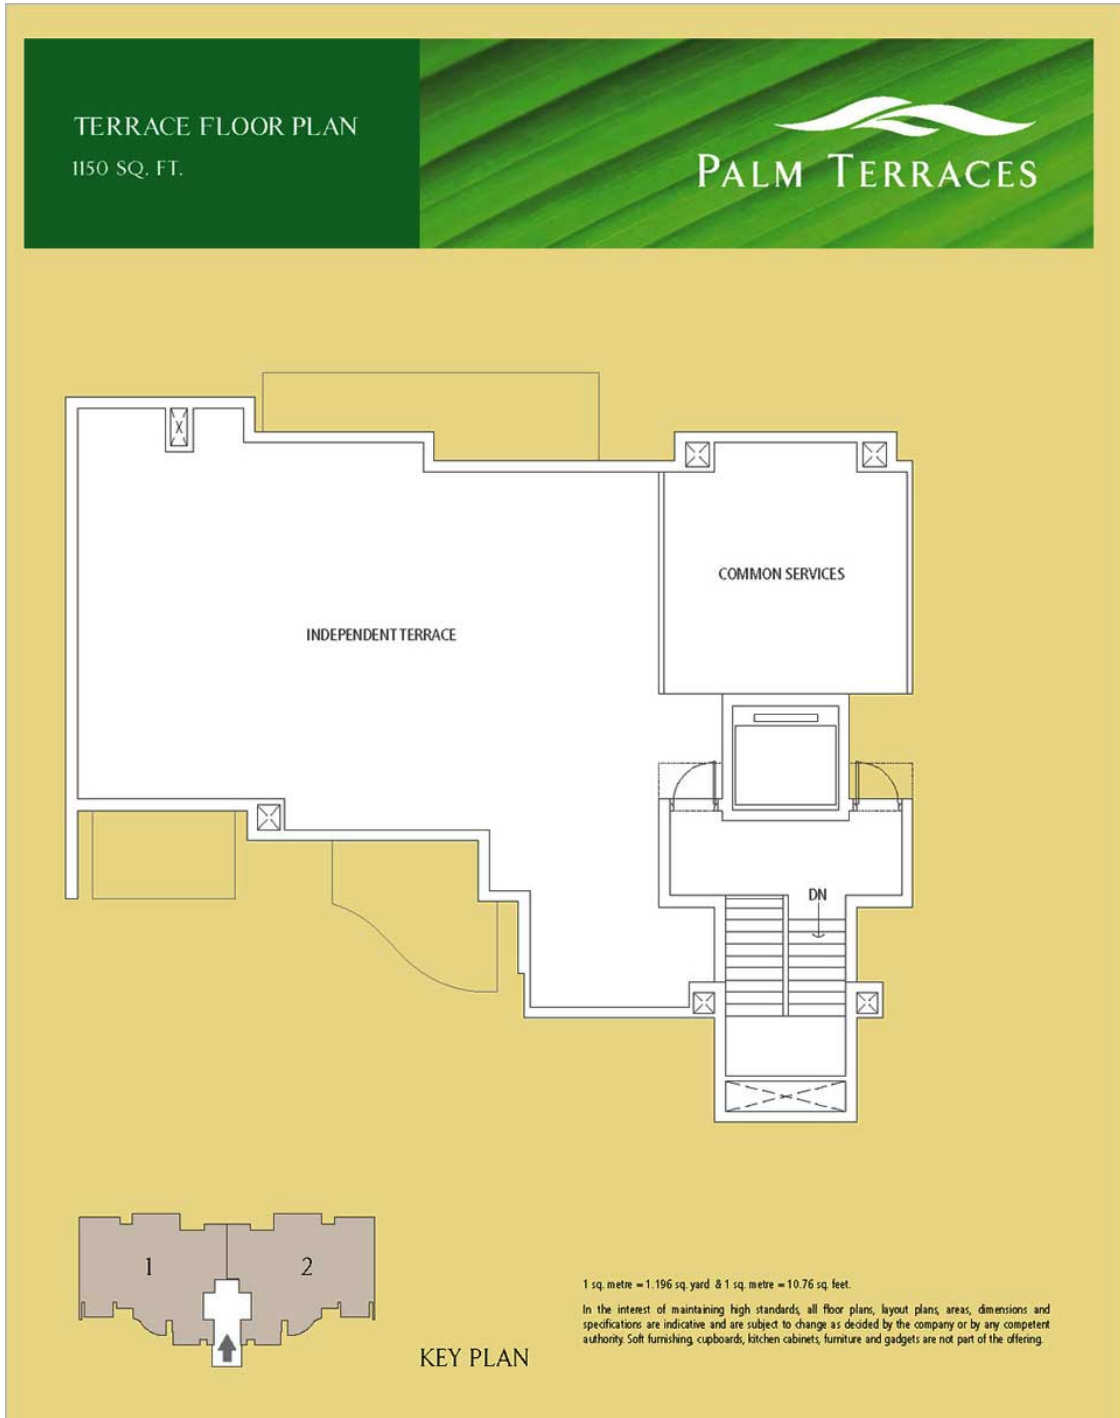 TERRACE FLOOR PLAN
1150 SQ. FT.
PALM TERRACES
X
COMMON SERVICES
INDEPENDENT TERRACE
DN
1
2
KEY PLAN
1 sq. metre = 1.196 sq. yard & 1 sq. metre = 10.76 sq. feet.
In the interest of maintaining high standards, all floor plans, layout plans, areas, dimensions and
specifications are indicative and are subject to change as decided by the company or by any competent
authority. Soft furnishing, cupboards, kitchen cabinets, furniture and gadgets are not part of the offering.